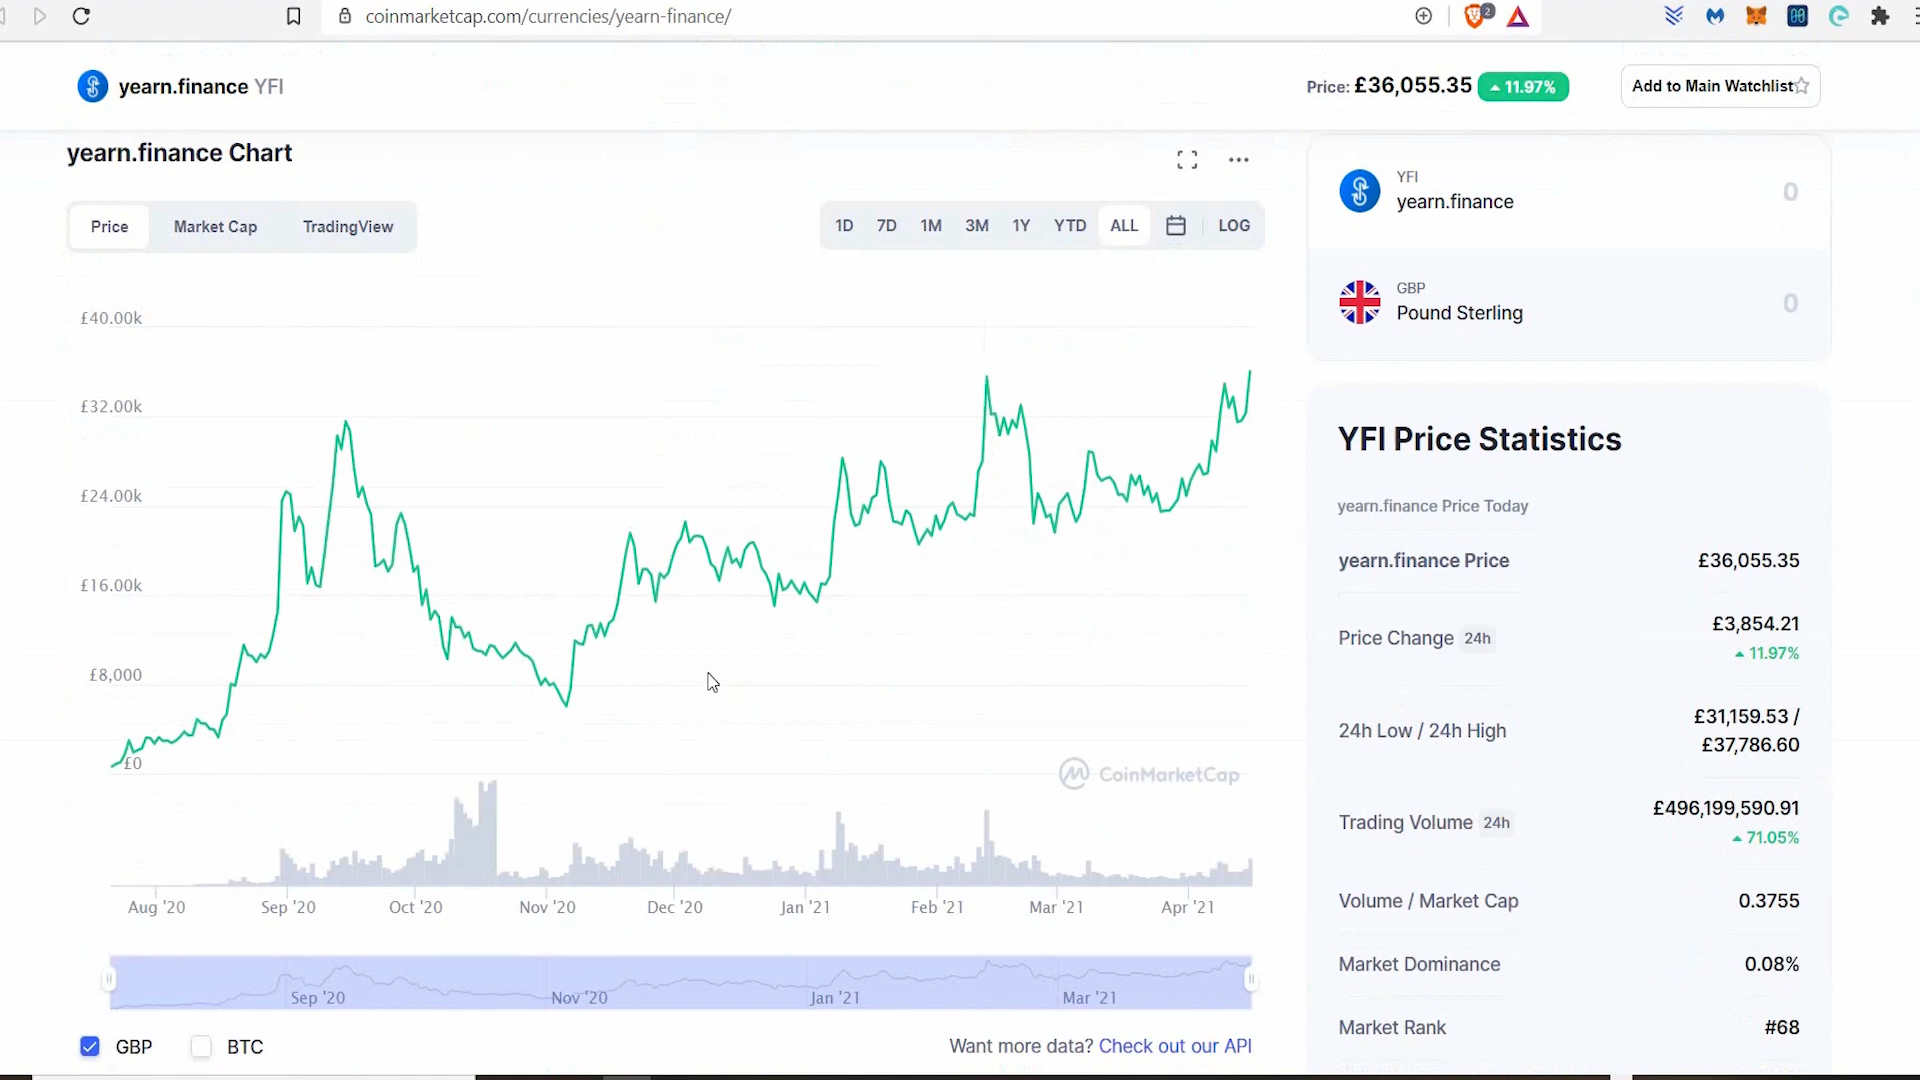 coinmarketcap.com/currencies/yearn-finance/
2
yearn.finance YFI
Price: £36,055.35 11.97%
Add to Main Watchlist
yearn.finance Chart
Price Market Cap TradingView
1D 7D 1M 3M 1Y YTD ALL LOG
£40.00k
£32.00k
£24.00k
£16.00k
£8,000
£0
CoinMarketCap
Aug '20 Sep '20 Oct '20 Nov '20 Dec '20 Jan '21 Feb '21 Mar '21 Apr '21
Sep '20 Nov '20 Jan '21 Mar '21
GBP BTC
Want more data? Check out our API
YFI
yearn.finance 0
GBP
Pound Sterling 0
YFI Price Statistics
yearn.finance Price Today
yearn.finance Price £36,055.35
Price Change 24h £3,854.21
11.97%
24h Low / 24h High £31,159.53 /
£37,786.60
Trading Volume 24h £496,199,590.91
71.05%
Volume / Market Cap 0.3755
Market Dominance 0.08%
Market Rank #68